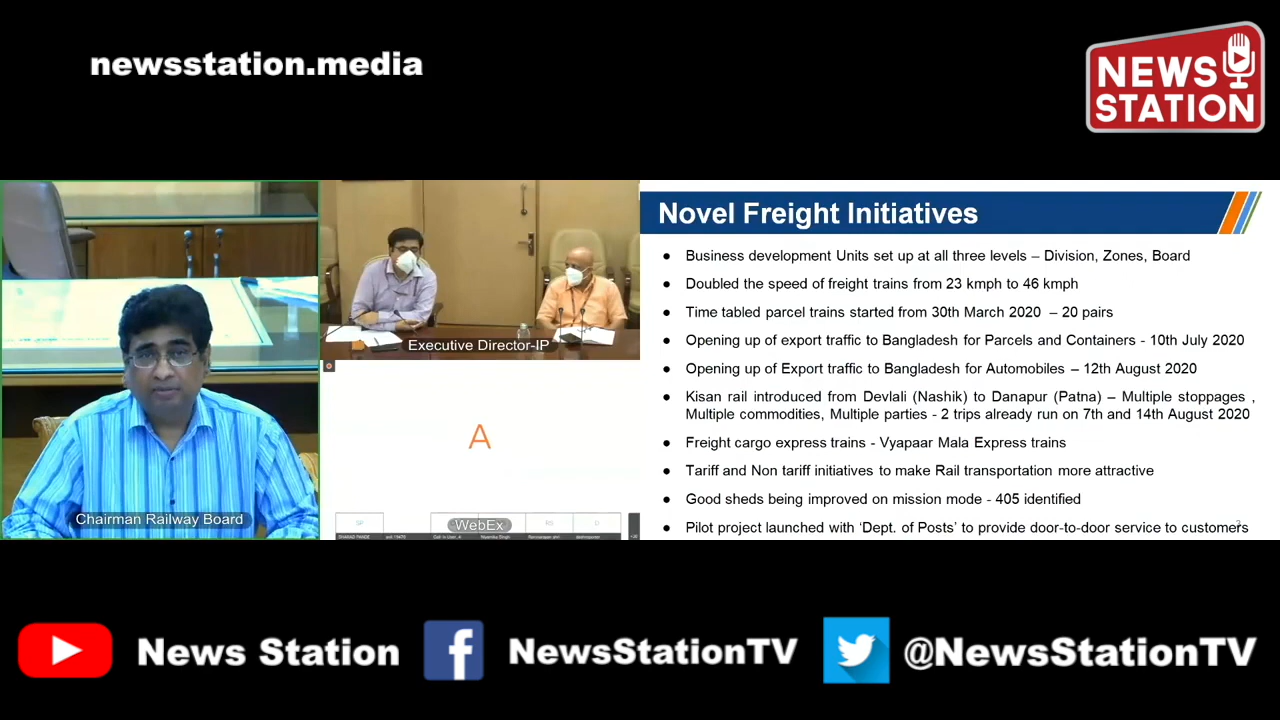 newsstation.media
NEWS
STATION
Chairman Railway Board
Executive Director-IP
A
SP
RS
D
WebEx
Novel Freight Initiatives
● Business development Units set up at all three levels – Division, Zones, Board
● Doubled the speed of freight trains from 23 kmph to 46 kmph
● Time tabled parcel trains started from 30th March 2020 – 20 pairs
● Opening up of export traffic to Bangladesh for Parcels and Containers - 10th July 2020
● Opening up of Export traffic to Bangladesh for Automobiles – 12th August 2020
● Kisan rail introduced from Devlali (Nashik) to Danapur (Patna) – Multiple stoppages ,
Multiple commodities, Multiple parties - 2 trips already run on 7th and 14th August 2020
● Freight cargo express trains - Vyapaar Mala Express trains
● Tariff and Non tariff initiatives to make Rail transportation more attractive
● Good sheds being improved on mission mode - 405 identified
● Pilot project launched with ‘Dept. of Posts’ to provide door-to-door service to customers
News Station
NewsStationTV
@NewsStationTV